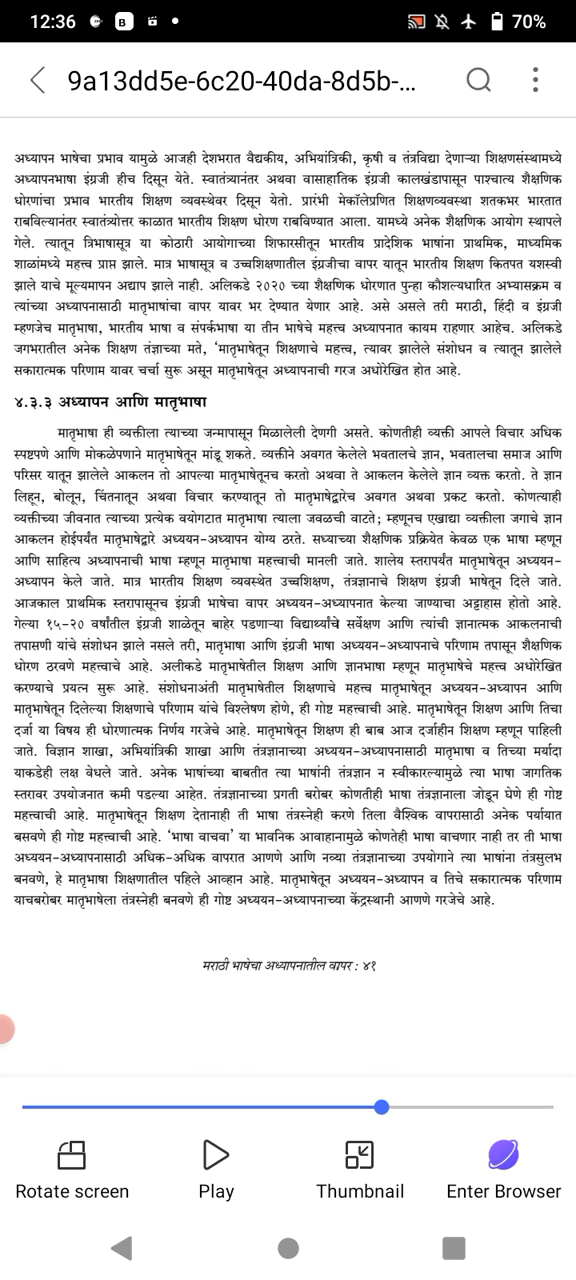 12:36
B
70%
9a13dd5e-6c20-40da-8d5b-...
अध्यापन भाषेचा प्रभाव यामुळे आजही देशभरात वैद्यकीय, अभियांत्रिकी, कृषी व तंत्रविद्या देणाऱ्या शिक्षणसंस्थामध्ये
अध्यापनभाषा इंग्रजी हीच दिसून येते. स्वातंत्र्यानंतर अथवा वासाहातिक इंग्रजी कालखंडापासून पाश्चात्य शैक्षणिक
धोरणांचा प्रभाव भारतीय शिक्षण व्यवस्थेवर दिसून येतो. प्रारंभी मेकॉलेप्रणित शिक्षणव्यवस्था शतकभर भारतात
राबविल्यानंतर स्वातंत्र्योत्तर काळात भारतीय शिक्षण धोरण राबविण्यात आला. यामध्ये अनेक शैक्षणिक आयोग स्थापले
गेले. त्यातून त्रिभाषासूत्र या कोठारी आयोगाच्या शिफारसीतून भारतीय प्रादेशिक भाषांना प्राथमिक, माध्यमिक
शाळांमध्ये महत्त्व प्राप्त झाले. मात्र भाषासूत्र व उच्चशिक्षणातील इंग्रजीचा वापर यातून भारतीय शिक्षण कितपत यशस्वी
झाले याचे मूल्यमापन अद्याप झाले नाही. अलिकडे २०२० च्या शैक्षणिक धोरणात पुन्हा कौशल्यधारित अभ्यासक्रम व
त्यांच्या अध्यापनासाठी मातृभाषांचा वापर यावर भर देण्यात येणार आहे. असे असले तरी मराठी, हिंदी व इंग्रजी
म्हणजेच मातृभाषा, भारतीय भाषा व संपर्कभाषा या तीन भाषेचे महत्त्व अध्यापनात कायम राहणार आहेच. अलिकडे
जगभरातील अनेक शिक्षण तंज्ञाच्या मते, ‘मातृभाषेतून शिक्षणाचे महत्त्व, त्यावर झालेले संशोधन व त्यातून झालेले
सकारात्मक परिणाम यावर चर्चा सुरू असून मातृभाषेतून अध्यापनाची गरज अधोरेखित होत आहे.
४.३.३ अध्यापन आणि मातृभाषा
मातृभाषा ही व्यक्तीला त्याच्या जन्मापासून मिळालेली देणगी असते. कोणतीही व्यक्ती आपले विचार अधिक
स्पष्टपणे आणि मोकळेपणाने मातृभाषेतून मांडू शकते. व्यक्तीने अवगत केलेले भवतालचे ज्ञान, भवतालचा समाज आणि
परिसर यातून झालेले आकलन तो आपल्या मातृभाषेतूनच करतो अथवा ते आकलन केलेले ज्ञान व्यक्त करतो. ते ज्ञान
लिहून, बोलून, चिंतनातून अथवा विचार करण्यातून तो मातृभाषेद्वारेच अवगत अथवा प्रकट करतो. कोणत्याही
व्यक्तीच्या जीवनात त्याच्या प्रत्येक वयोगटात मातृभाषा त्याला जवळची वाटते; म्हणूनच एखाद्या व्यक्तीला जगाचे ज्ञान
आकलन होईपर्यंत मातृभाषेद्वारे अध्ययन-अध्यापन योग्य ठरते. सध्याच्या शैक्षणिक प्रक्रियेत केवळ एक भाषा म्हणून
आणि साहित्य अध्यापनाची भाषा म्हणून मातृभाषा महत्त्वाची मानली जाते. शालेय स्तरापर्यंत मातृभाषेतून अध्ययन-
अध्यापन केले जाते. मात्र भारतीय शिक्षण व्यवस्थेत उच्चशिक्षण, तंत्रज्ञानाचे शिक्षण इंग्रजी भाषेतून दिले जाते.
आजकाल प्राथमिक स्तरापासूनच इंग्रजी भाषेचा वापर अध्ययन-अध्यापनात केल्या जाण्याचा अट्टाहास होतो आहे.
गेल्या १५-२० वर्षातील इंग्रजी शाळेतून बाहेर पडणाऱ्या विद्यार्थ्यांचे सर्वेक्षण आणि त्यांची ज्ञानात्मक आकलनाची
तपासणी यांचे संशोधन झाले नसले तरी, मातृभाषा आणि इंग्रजी भाषा अध्ययन-अध्यापनाचे परिणाम तपासून शैक्षणिक
धोरण ठरवणे महत्त्वाचे आहे. अलीकडे मातृभाषेतील शिक्षण आणि ज्ञानभाषा म्हणून मातृभाषेचे महत्त्व अधोरेखित
करण्याचे प्रयत्न सुरू आहे. संशोधनाअंती मातृभाषेतील शिक्षणाचे महत्त्व मातृभाषेतून अध्ययन-अध्यापन आणि
मातृभाषेतून दिलेल्या शिक्षणाचे परिणाम यांचे विश्लेषण होणे, ही गोष्ट महत्त्वाची आहे. मातृभाषेतून शिक्षण आणि तिचा
दर्जा या विषय ही धोरणात्मक निर्णय गरजेचे आहे. मातृभाषेतून शिक्षण ही बाब आज दर्जाहीन शिक्षण म्हणून पाहिली
जाते. विज्ञान शाखा, अभियांत्रिकी शाखा आणि तंत्रज्ञानाच्या अध्ययन-अध्यापनासाठी मातृभाषा व तिच्या मर्यादा
याकडेही लक्ष वेधले जाते. अनेक भाषांच्या बाबतीत त्या भाषांनी तंत्रज्ञान न स्वीकारल्यामुळे त्या भाषा जागतिक
स्तरावर उपयोजनात कमी पडल्या आहेत. तंत्रज्ञानाच्या प्रगती बरोबर कोणतीही भाषा तंत्रज्ञानाला जोडून घेणे ही गोष्ट
महत्त्वाची आहे. मातृभाषेतून शिक्षण देतानाही ती भाषा तंत्रस्नेही करणे तिला वैश्विक वापरासाठी अनेक पर्यायात
बसवणे ही गोष्ट महत्त्वाची आहे. ‘भाषा वाचवा’ या भावनिक आवाहानामुळे कोणतेही भाषा वाचणार नाही तर ती भाषा
अध्ययन-अध्यापनासाठी अधिक-अधिक वापरात आणणे आणि नव्या तंत्रज्ञानाच्या उपयोगाने त्या भाषांना तंत्रसुलभ
बनवणे, हे मातृभाषा शिक्षणातील पहिले आव्हान आहे. मातृभाषेतून अध्ययन-अध्यापन व तिचे सकारात्मक परिणाम
याचबरोबर मातृभाषेला तंत्रस्नेही बनवणे ही गोष्ट अध्ययन-अध्यापनाच्या केंद्रस्थानी आणणे गरजेचे आहे.
मराठी भाषेचा अध्यापनातील वापर : ४१
Rotate screen
Play
Thumbnail
Enter Browser